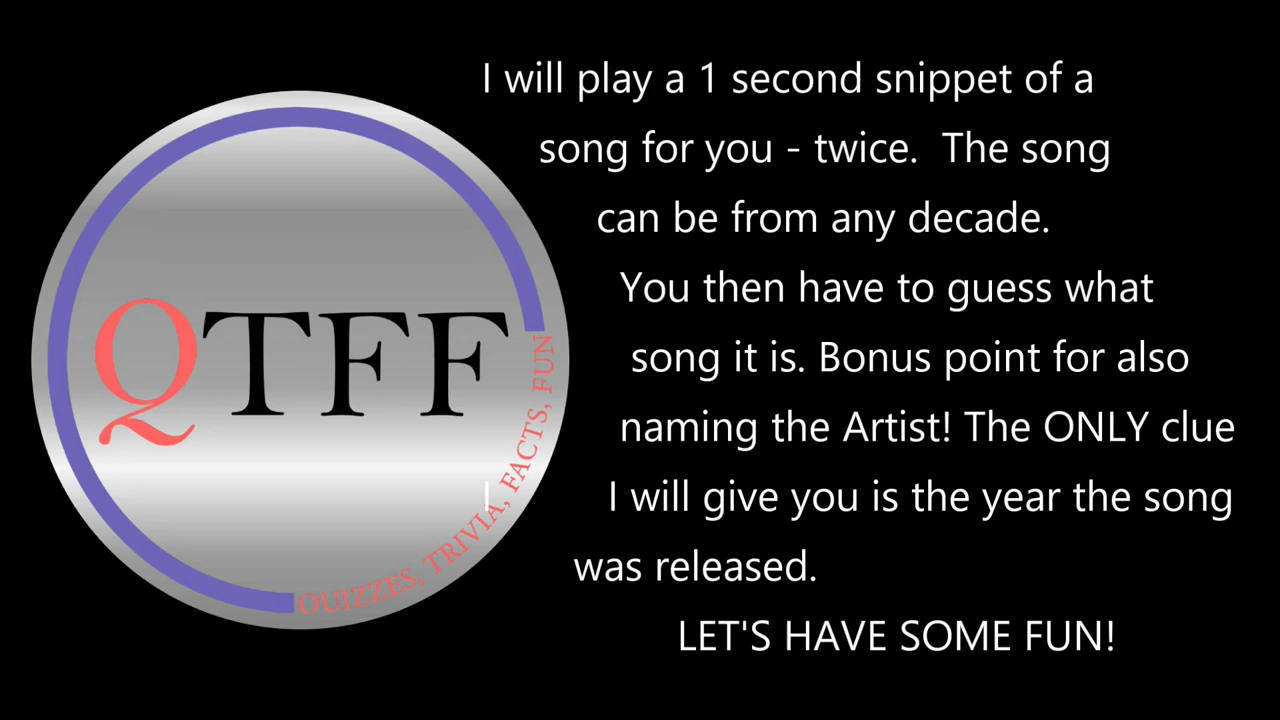 I will play a 1 second snippet of a
song for you - twice.  The song
can be from any decade.
You then have to guess what
song it is. Bonus point for also
naming the Artist! The ONLY clue
I will give you is the year the song
was released.
LET'S HAVE SOME FUN!
QTFF
QUIZZES, TRIVIA, FACTS, FUN
I